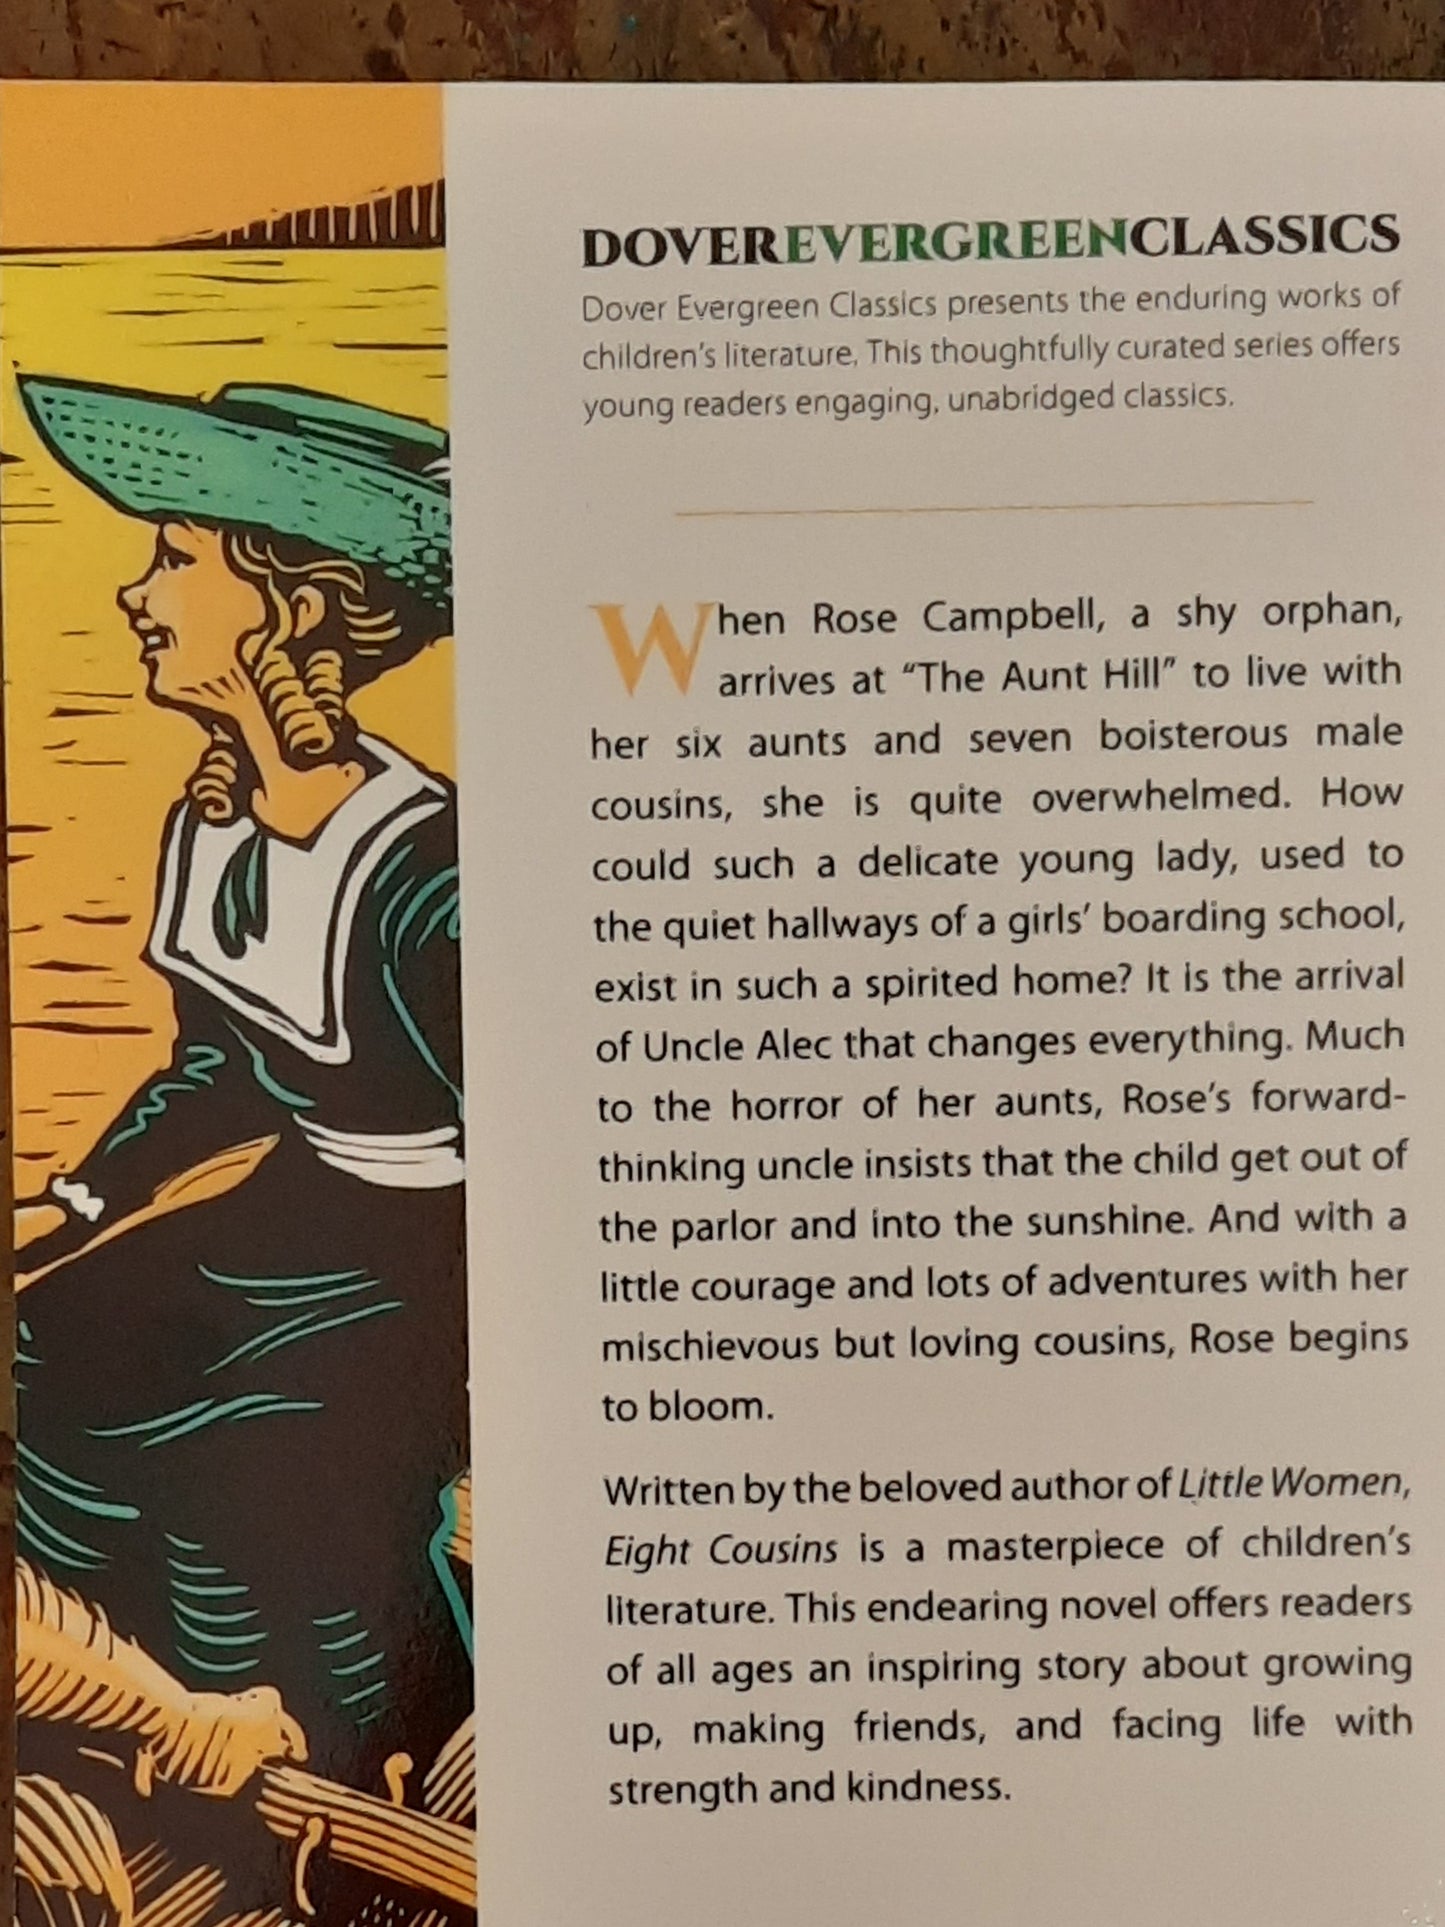 DOVEREVERGREENCLASSICS
Dover Evergreen Classics presents the enduring works of
children's literature. This thoughtfully curated series offers
young readers engaging, unabridged classics.
When Rose Campbell, a shy orphan,
arrives at “The Aunt Hill” to live with
her six aunts and seven boisterous male
cousins, she is quite overwhelmed. How
could such a delicate young lady, used to
the quiet hallways of a girls’ boarding school,
exist in such a spirited home? It is the arrival
of Uncle Alec that changes everything. Much
to the horror of her aunts, Rose’s forward-
thinking uncle insists that the child get out of
the parlor and into the sunshine. And with a
little courage and lots of adventures with her
mischievous but loving cousins, Rose begins
to bloom.
Written by the beloved author of Little Women,
Eight Cousins is a masterpiece of children’s
literature. This endearing novel offers readers
of all ages an inspiring story about growing
up, making friends, and facing life with
strength and kindness.